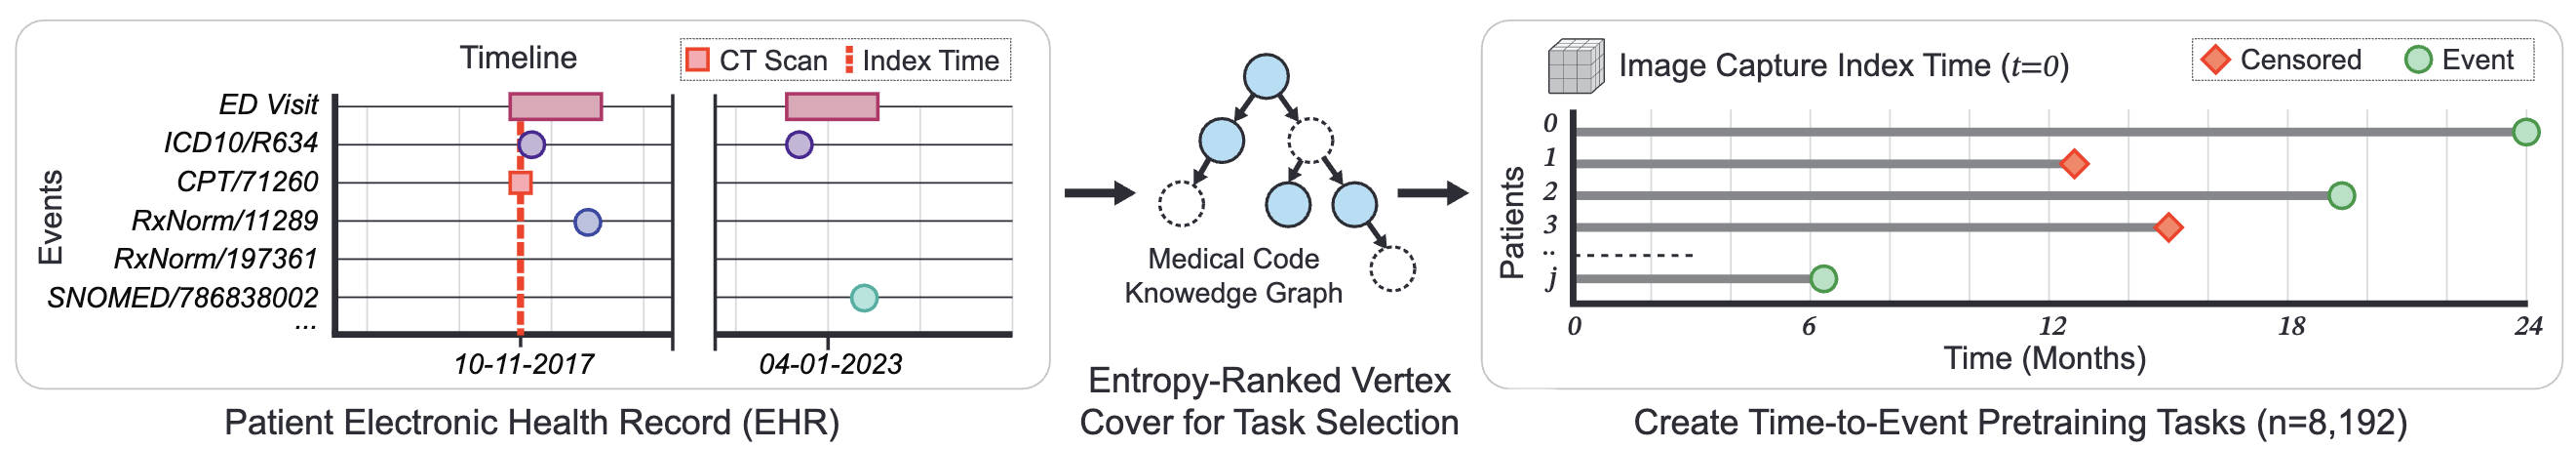 Timeline
CT Scan
Index Time
Events
ED Visit
ICD10/R634
CPT/71260
RxNorm/11289
RxNorm/197361
SNOMED/786838002
...
10-11-2017
04-01-2023
Patient Electronic Health Record (EHR)
Medical Code
Knowedge Graph
Entropy-Ranked Vertex
Cover for Task Selection
Image Capture Index Time (t=0)
Censored
Event
Patients
0
1
2
3
..
j
0
6
12
18
24
Time (Months)
Create Time-to-Event Pretraining Tasks (n=8,192)